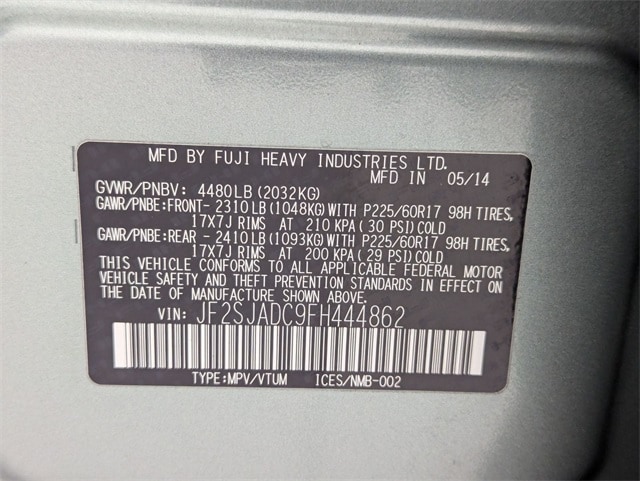 MFD BY FUJI HEAVY INDUSTRIES LTD.
MFD IN 05/14
GVWR/PNBV: 4480LB (2032KG)
GAWR/PNBE:FRONT- 2310LB (1048KG) WITH P225/60R17 98H TIRES,
17X7J RIMS AT 210 KPA ( 30 PSI) COLD
GAWR/PNBE:REAR - 2410LB (1093KG) WITH P225/60R17 98H TIRES,
17X7J RIMS AT 200 KPA ( 29 PSI) COLD
THIS VEHICLE CONFORMS TO ALL APPLICABLE FEDERAL MOTOR
VEHICLE SAFETY AND THEFT PREVENTION STANDARDS IN EFFECT ON
THE DATE OF MANUFACTURE SHOWN ABOVE.
VIN: JF2SJADC9FH444862
TYPE:MPV/VTUM ICES/NMB-002